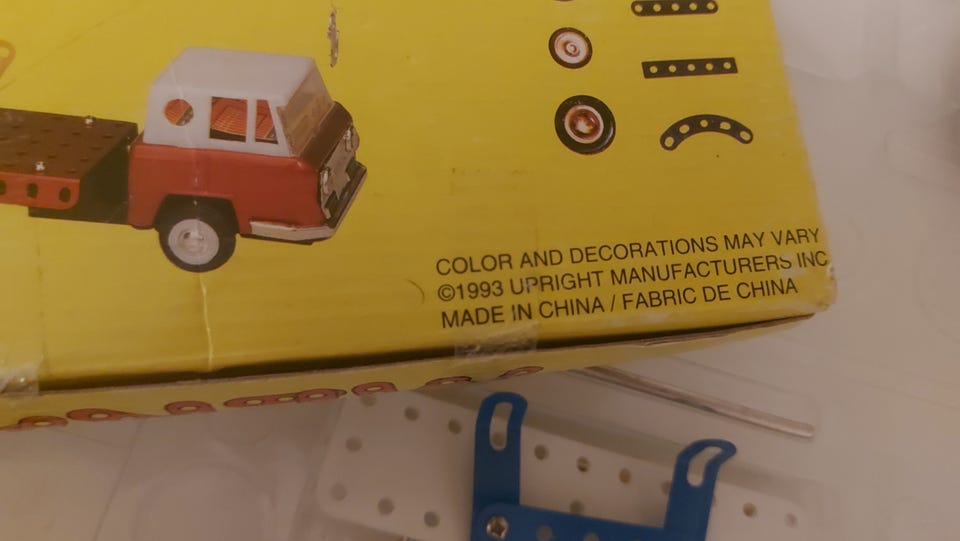 COLOR AND DECORATIONS MAY VARY
©1993 UPRIGHT MANUFACTURERS INC
MADE IN CHINA / FABRIC DE CHINA